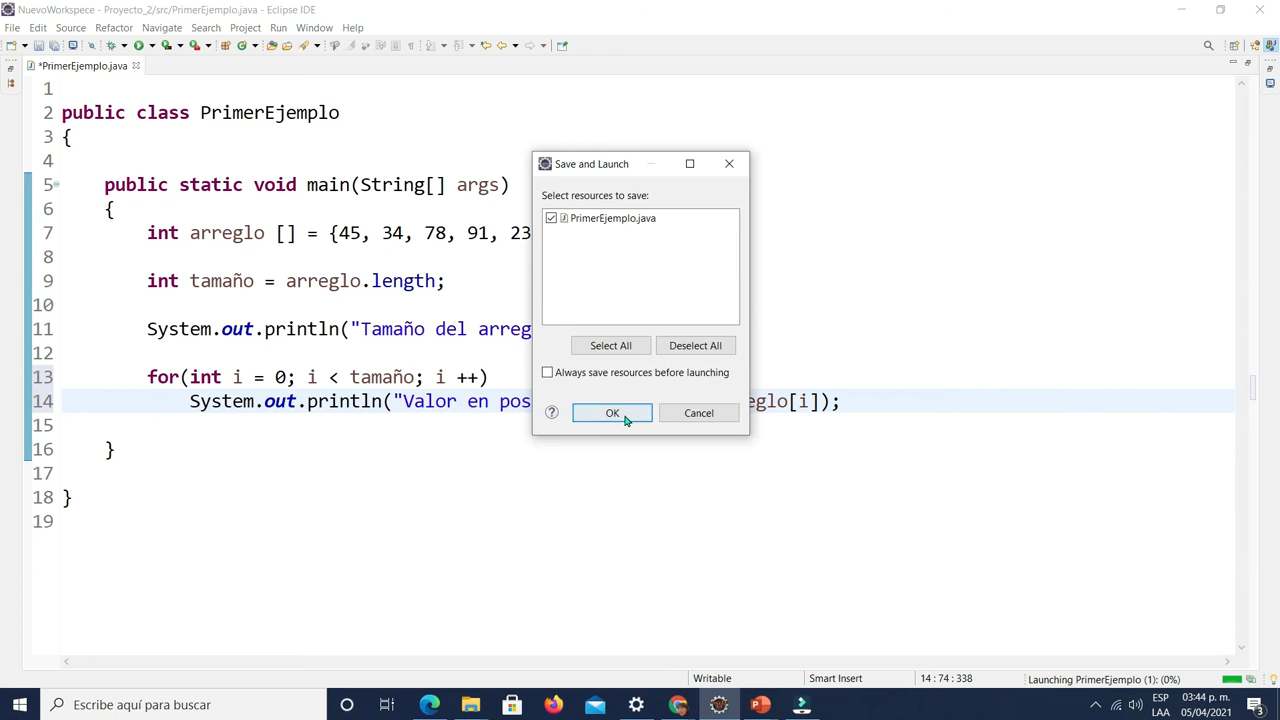 NuevoWorkspece - Proyecto_2/src/PrimerEjemplo.java - Eclipse IDE
File Edit Source Refactor Navigate Search Project Run Window Help
*PrimerEjemplo.java
1
2 public class PrimerEjemplo
3 {
4
5 public static void main(String[] args)
6 {
7 int arreglo [] = {45, 34, 78, 91, 23
8
9 int tamaño = arreglo.length;
10
11 System.out.println("Tamaño del arreg
12
13 for(int i = 0; i < tamaño; i ++)
14 System.out.println("Valor en pos eglo[i]);
15
16 }
17
18 }
19
Save and Launch
Select resources to save:
PrimerEjemplo.java
Select All Deselect All
Always save resources before launching
? OK Cancel
Writable Smart Insert 14 : 74 : 338 Launching PrimerEjemplo (1): (0%)
Escribe aquí para buscar
ESP 03:44 p. m.
LAA 05/04/2021
3